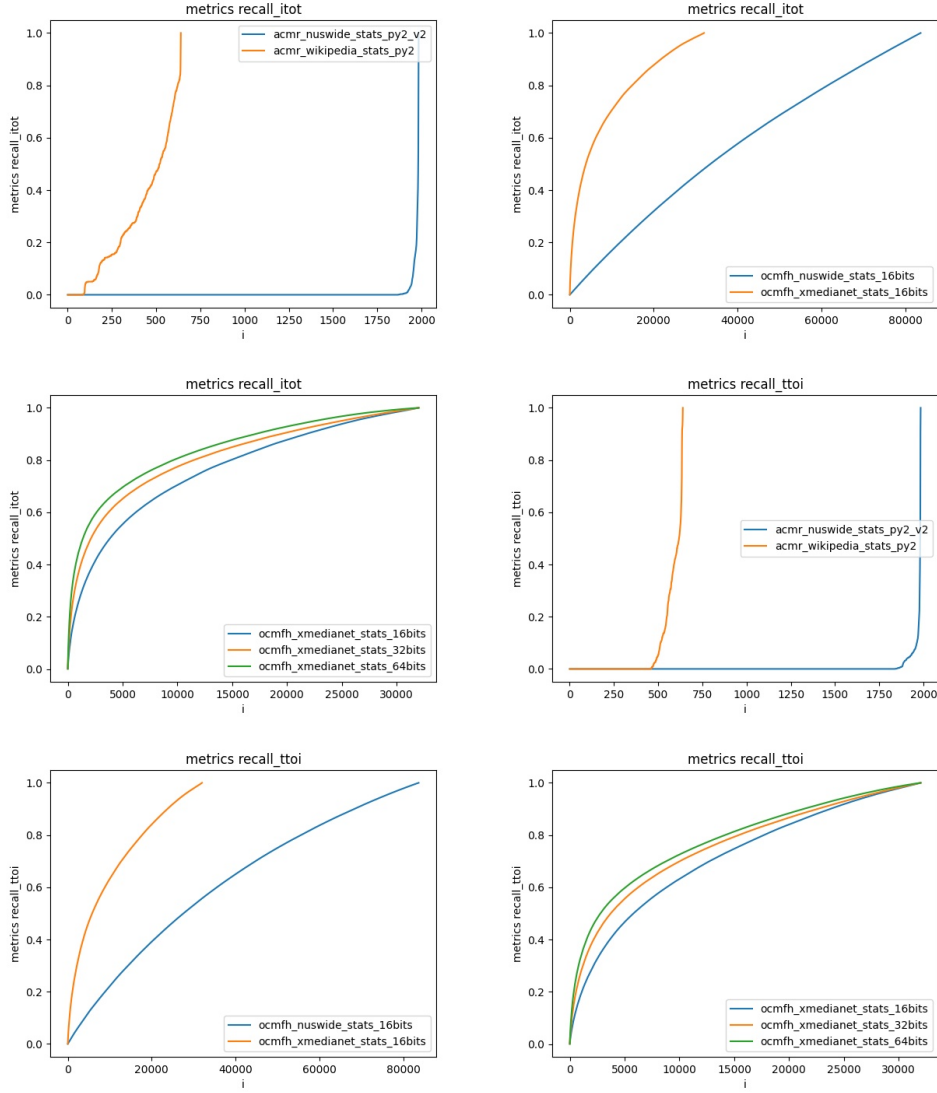 metrics recall_itot
metrics recall_itot
1.0
0.8
0.6
0.4
0.2
0.0
0 250 500 750 1000 1250 1500 1750 2000
i
acmr_nuswide_stats_py2_v2
acmr_wikipedia_stats_py2
metrics recall_itot
metrics recall_itot
1.0
0.8
0.6
0.4
0.2
0.0
0 20000 40000 60000 80000
i
ocmfh_nuswide_stats_16bits
ocmfh_xmedianet_stats_16bits
metrics recall_itot
metrics recall_itot
1.0
0.8
0.6
0.4
0.2
0.0
0 5000 10000 15000 20000 25000 30000
i
ocmfh_xmedianet_stats_16bits
ocmfh_xmedianet_stats_32bits
ocmfh_xmedianet_stats_64bits
metrics recall_ttoi
metrics recall_ttoi
1.0
0.8
0.6
0.4
0.2
0.0
0 250 500 750 1000 1250 1500 1750 2000
i
acmr_nuswide_stats_py2_v2
acmr_wikipedia_stats_py2
metrics recall_ttoi
metrics recall_ttoi
1.0
0.8
0.6
0.4
0.2
0.0
0 20000 40000 60000 80000
i
ocmfh_nuswide_stats_16bits
ocmfh_xmedianet_stats_16bits
metrics recall_ttoi
metrics recall_ttoi
1.0
0.8
0.6
0.4
0.2
0.0
0 5000 10000 15000 20000 25000 30000
i
ocmfh_xmedianet_stats_16bits
ocmfh_xmedianet_stats_32bits
ocmfh_xmedianet_stats_64bits